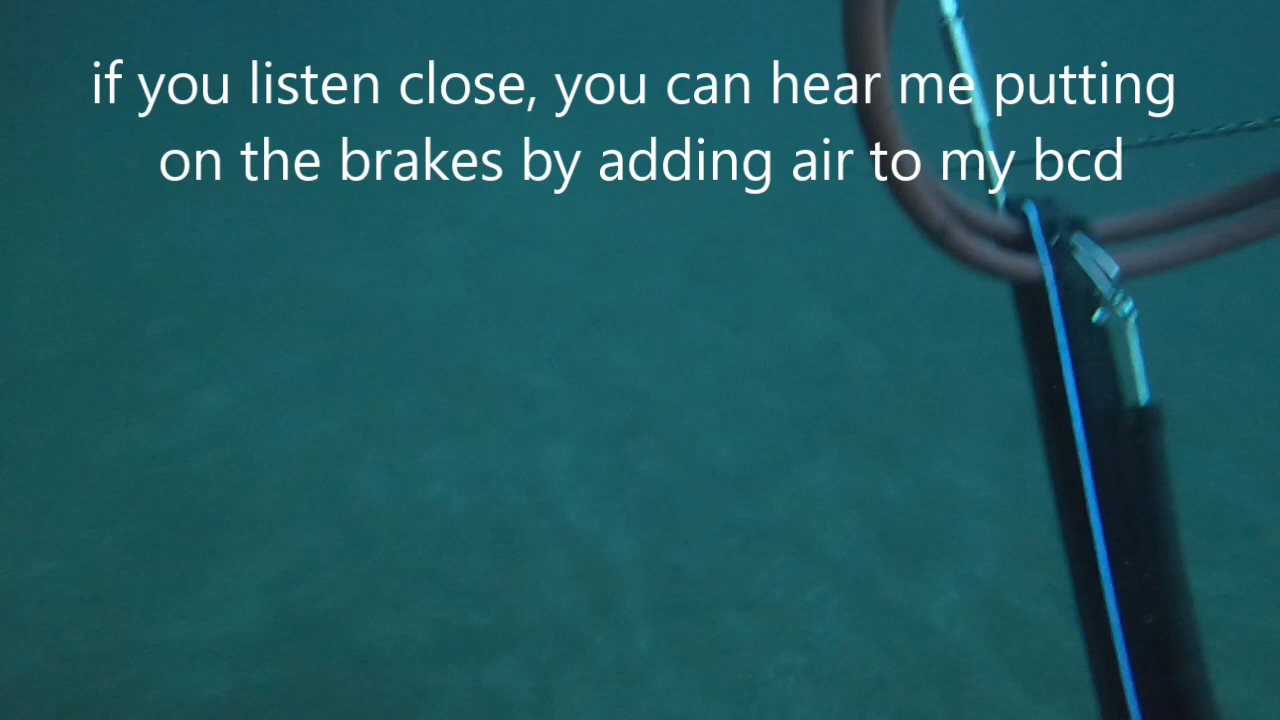 if you listen close, you can hear me putting
on the brakes by adding air to my bcd